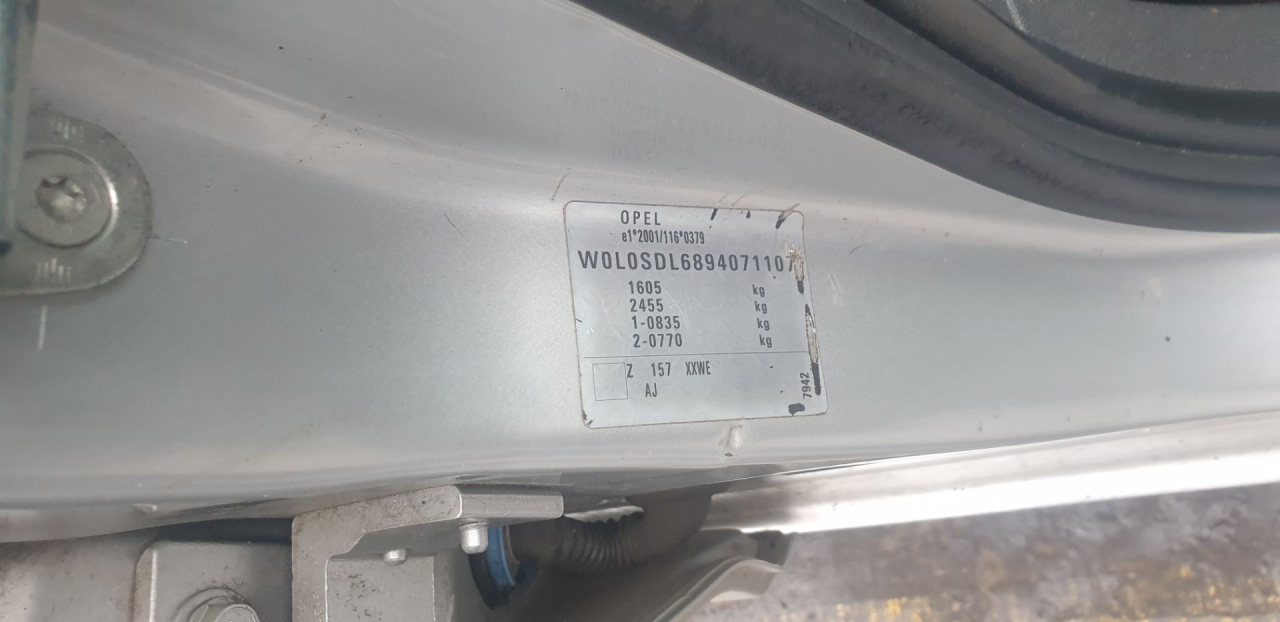 OPEL
e1*2001/116*0379
W0L0SDL6894071107
1605 kg
2455 kg
1-0835 kg
2-0770 kg
Z 157 XXWE
AJ
7942